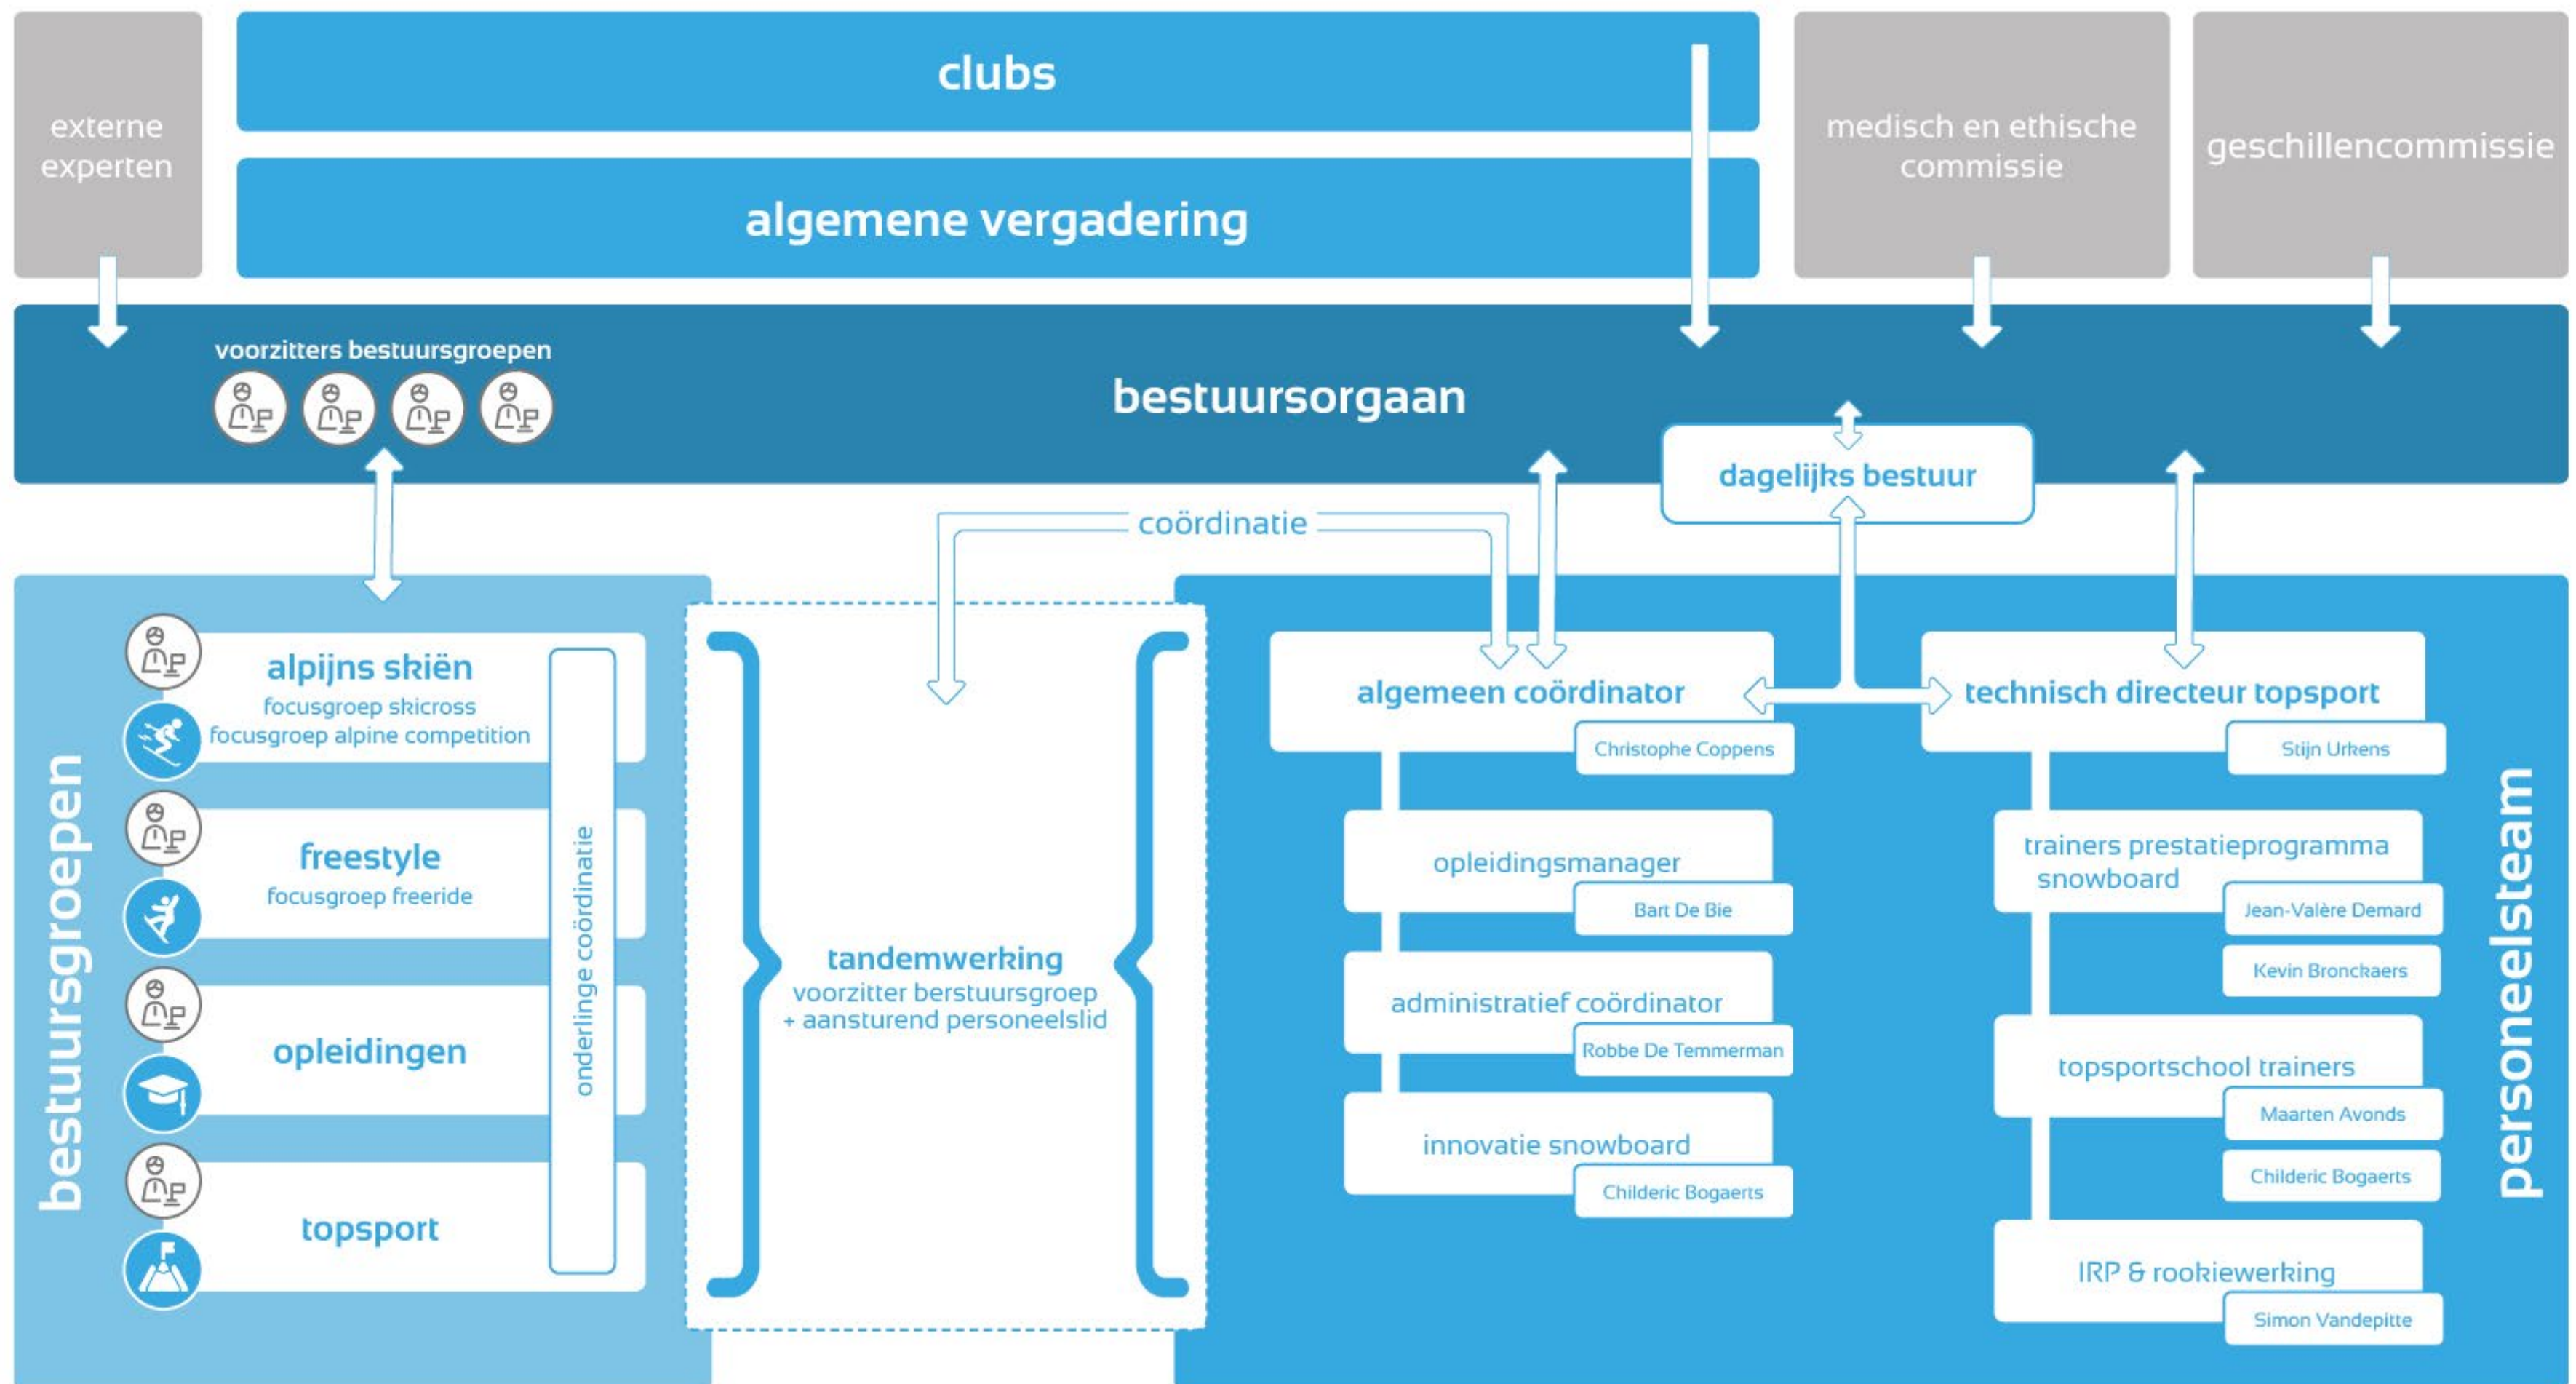 externe
experten
clubs
algemene vergadering
medisch en ethische
commissie
geschillencommissie
voorzitters bestuursgroepen
bestuursorgaan
dagelijks bestuur
coördinatie
bestuursgroepen
alpijns skiën
focusgroep skicross
focusgroep alpine competition
freestyle
focusgroep freeride
opleidingen
topsport
onderlinge coördinatie
tandemwerking
voorzitter berstuursgroep
+ aansturend personeelslid
algemeen coördinator
Christophe Coppens
opleidingsmanager
Bart De Bie
administratief coördinator
Robbe De Temmerman
innovatie snowboard
Childeric Bogaerts
technisch directeur topsport
Stijn Urkens
trainers prestatieprogramma
snowboard
Jean-Valère Demard
Kevin Bronckaers
topsportschool trainers
Maarten Avonds
Childeric Bogaerts
IRP & rookiewerking
Simon Vandepitte
personeelsteam